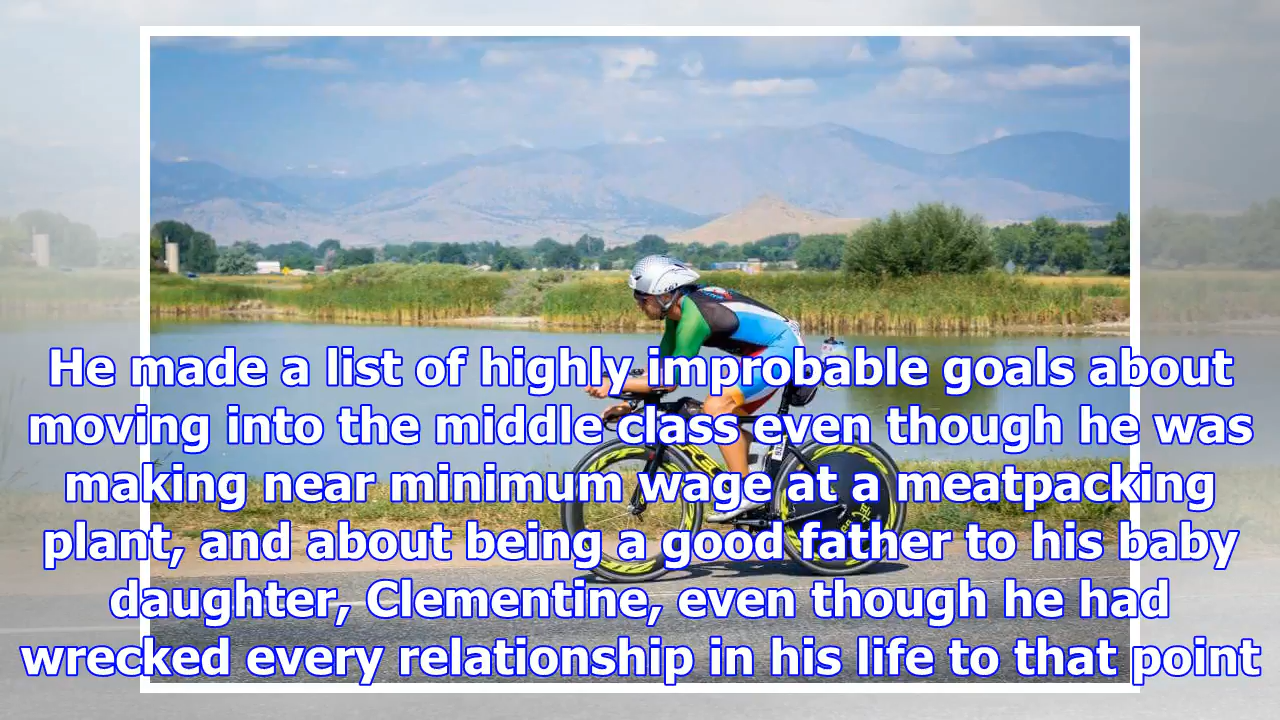 He made a list of highly improbable goals about
moving into the middle class even though he was
making near minimum wage at a meatpacking
plant, and about being a good father to his baby
daughter, Clementine, even though he had
wrecked every relationship in his life to that point